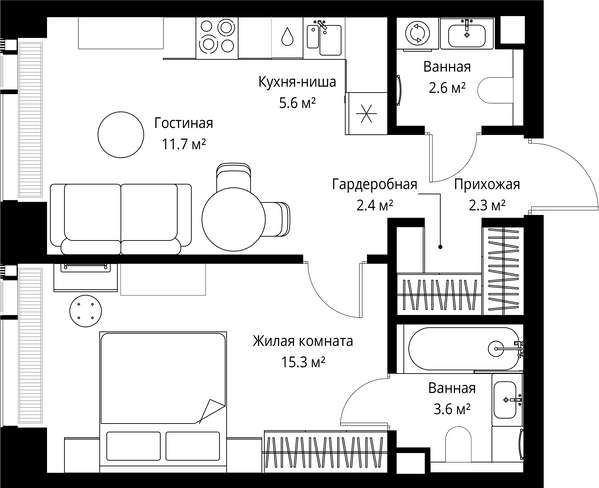 Кухня-ниша
5.6 м²
Ванная
2.6 м²
Гостиная
11.7 м²
Гардеробная
2.4 м²
Прихожая
2.3 м²
Жилая комната
15.3 м²
Ванная
3.6 м²